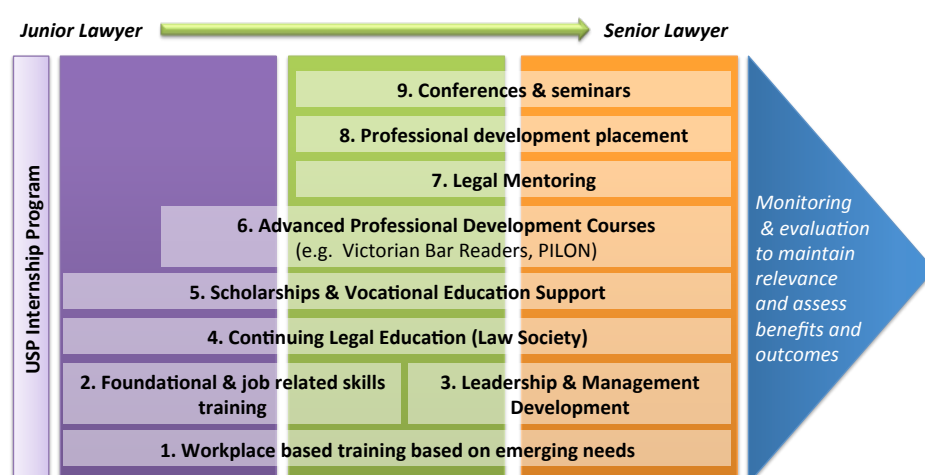 Junior Lawyer
Senior Lawyer
USP Internship Program
9. Conferences & seminars
8. Professional development placement
7. Legal Mentoring
6. Advanced Professional Development Courses
(e.g. Victorian Bar Readers, PILON)
5. Scholarships & Vocational Education Support
4. Continuing Legal Education (Law Society)
2. Foundational & job related skills
training
3. Leadership & Management
Development
1. Workplace based training based on emerging needs
Monitoring
& evaluation
to maintain
relevance
and assess
benefits and
outcomes